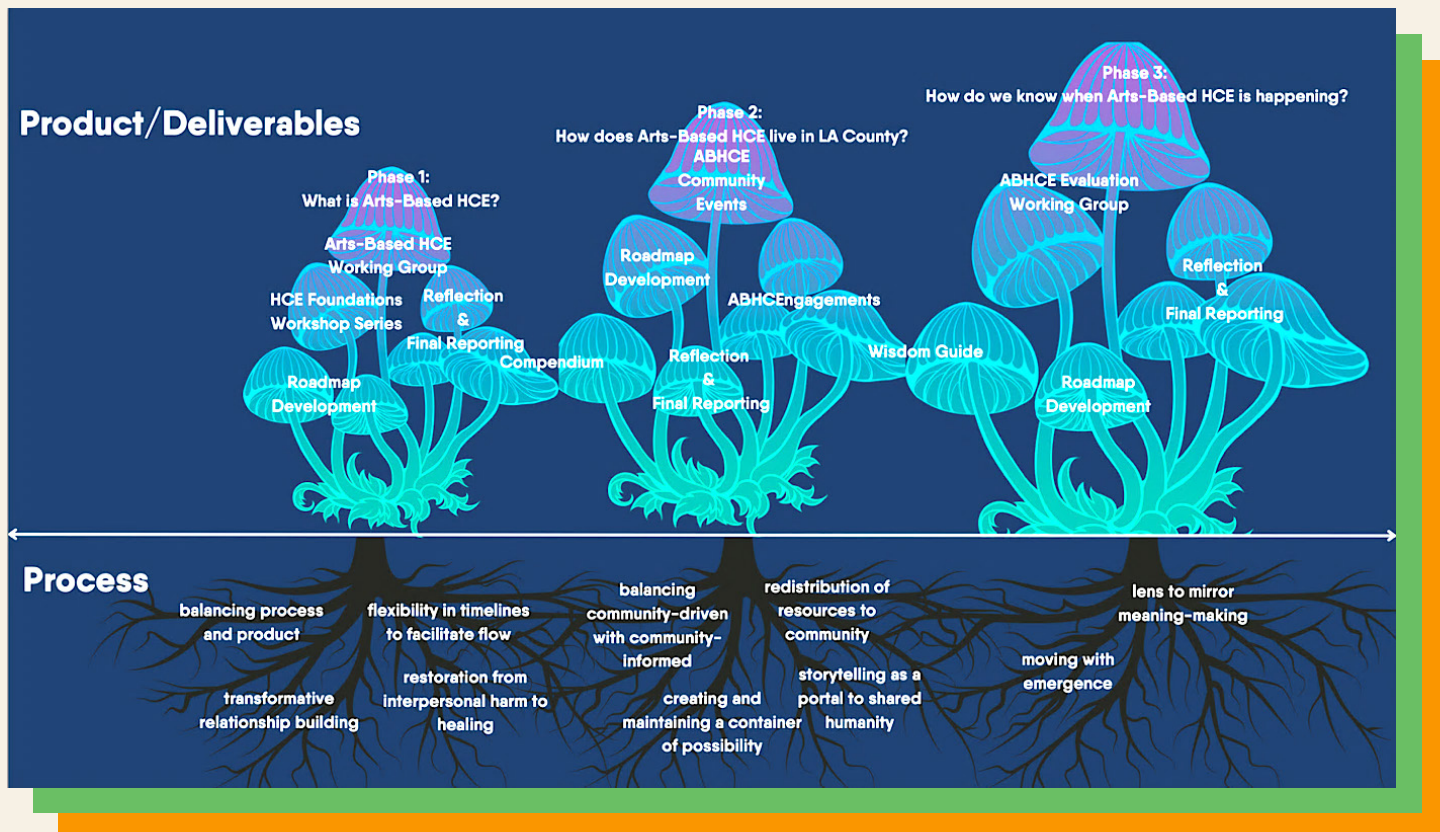 Product/Deliverables
Phase 1:
What is Arts-Based HCE?
Arts-Based HCE
Working Group
HCE Foundations
Workshop Series
Reflection
&
Final Reporting
Roadmap
Development
Compendium
Phase 2:
How does Arts-Based HCE live in LA County?
ABHCE
Community
Events
Roadmap
Development
ABHCEngagements
Reflection
&
Final Reporting
Wisdom Guide
Phase 3:
How do we know when Arts-Based HCE is happening?
ABHCE Evaluation
Working Group
Reflection
&
Final Reporting
Roadmap
Development
Process
balancing process
and product
flexibility in timelines
to facilitate flow
transformative
relationship building
restoration from
interpersonal harm to
healing
balancing
community-driven
with community-
informed
redistribution of
resources to
community
creating and
maintaining a container
of possibility
storytelling as a
portal to shared
humanity
lens to mirror
meaning-making
moving with
emergence